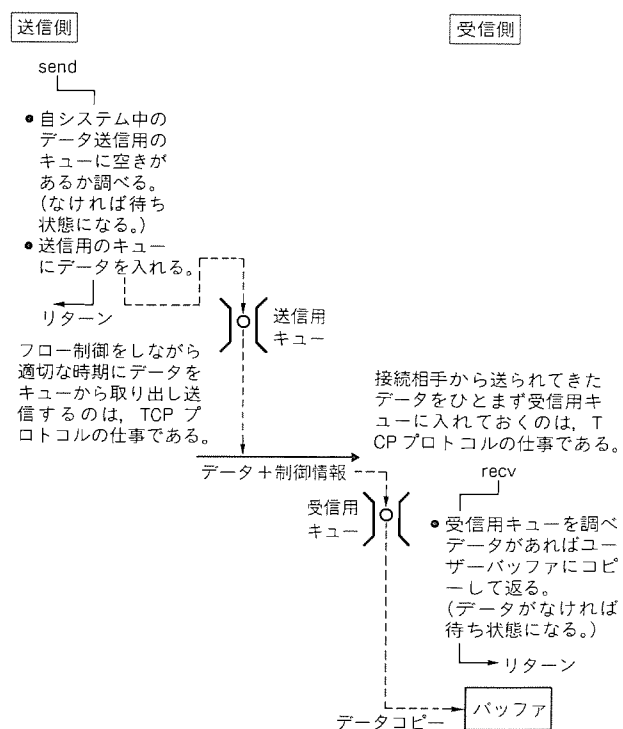 送信側
受信側
send
●自システム中の
データ送信用の
キューに空きが
あるか調べる。
(なければ待ち
状態になる。)
●送信用のキュー
にデータを入れる。
リターン
送信用
キュー
フロー制御をしながら
適切な時期にデータを
キューから取り出し送
信するのは，TCPプ
ロトコルの仕事である。
接続相手から送られてきた
データをひとまず受信用キ
ューに入れておくのは，T
CPプロトコルの仕事である。
データ＋制御情報
recv
受信用
キュー
●受信用キューを調べ
データがあればユー
ザーバッファにコピ
ーして返る。
(データがなければ
待ち状態になる。)
リターン
バッファ
データコピー